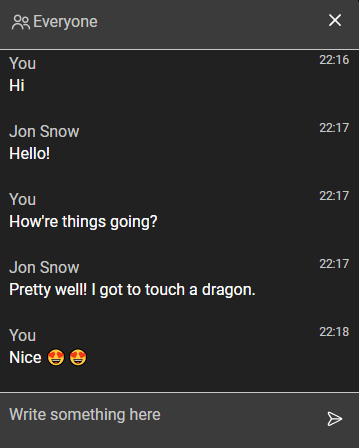 Everyone
You 22:16
Hi
Jon Snow 22:17
Hello!
You 22:17
How're things going?
Jon Snow 22:17
Pretty well! I got to touch a dragon.
You 22:18
Nice 😍😍
Write something here